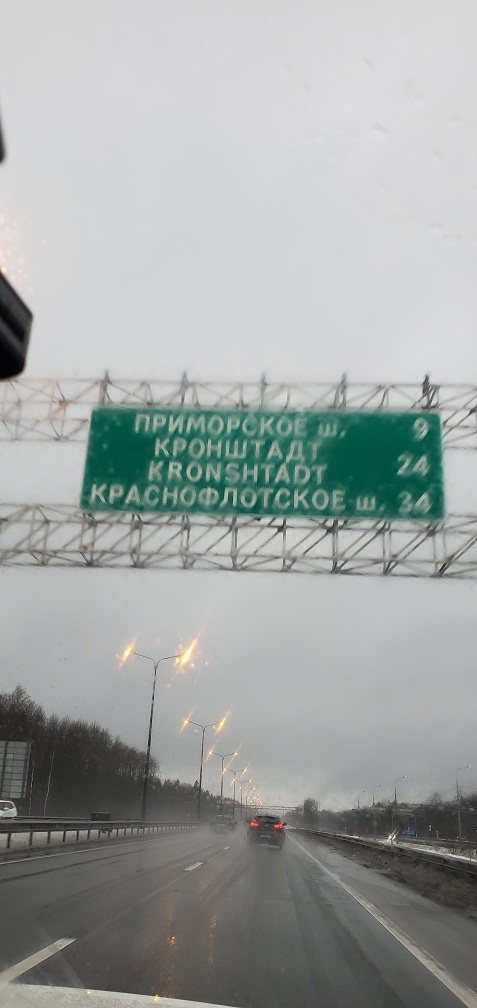 ПРИМОРСКОЕ ш. 9
КРОНШТАДТ
KRONSHTADT 24
КРАСНОФЛОТСКОЕ ш. 34